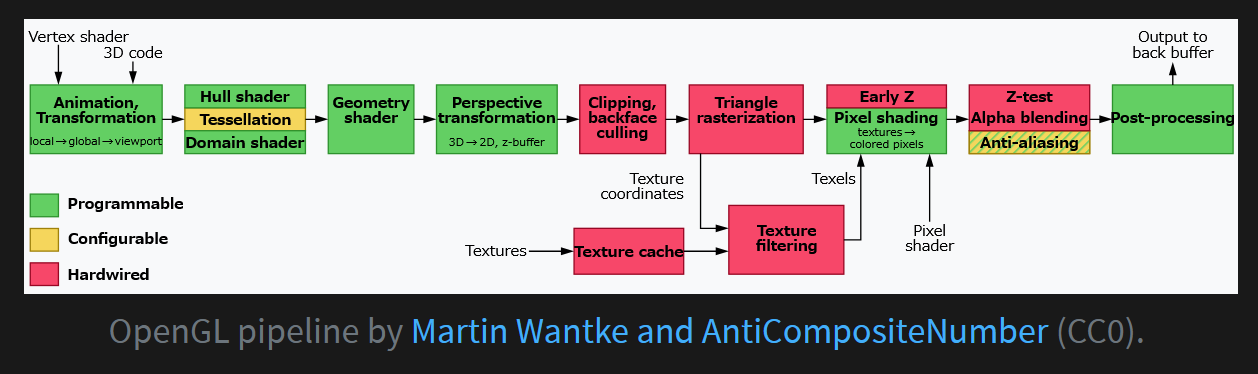 Vertex shader
3D code
Output to
back buffer
Animation,
Transformation
local→global→viewport
Hull shader
Tessellation
Domain shader
Geometry
shader
Perspective
transformation
3D→2D, z-buffer
Clipping,
backface
culling
Triangle
rasterization
Early Z
Pixel shading
textures→
colored pixels
Z-test
Alpha blending
Anti-aliasing
Post-processing
Texture
coordinates
Texels
Pixel
shader
Textures
Texture cache
Texture
filtering
Programmable
Configurable
Hardwired
OpenGL pipeline by Martin Wantke and AntiCompositeNumber (CC0).